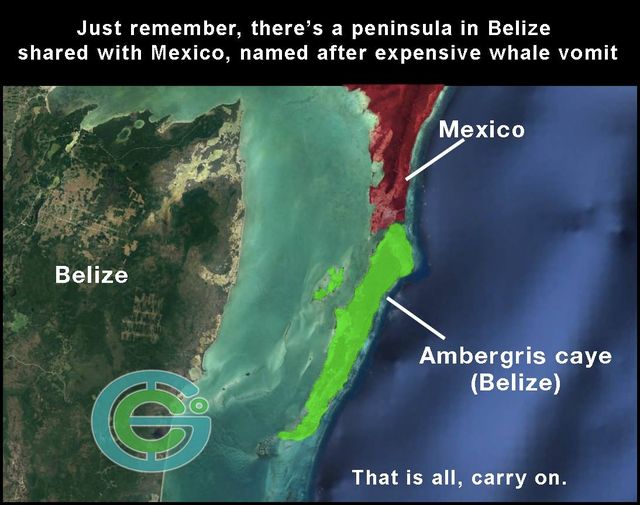 Just remember, there's a peninsula in Belize
shared with Mexico, named after expensive whale vomit
Mexico
Belize
Ambergris caye
(Belize)
That is all, carry on.